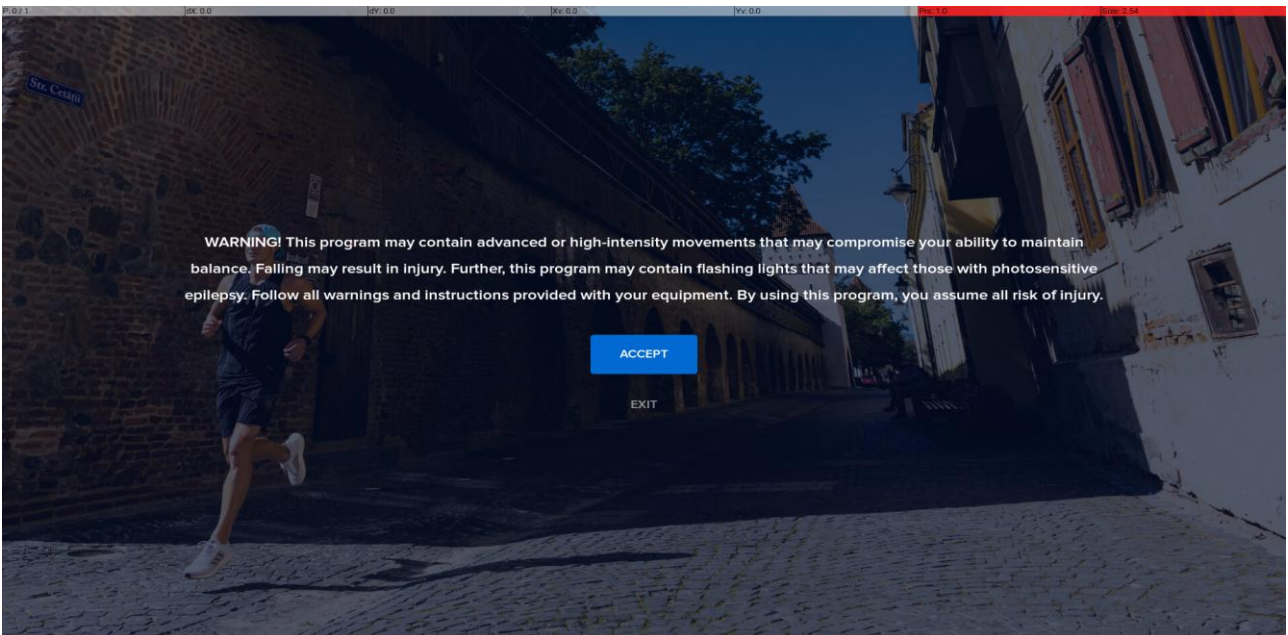 P: 0 / 1 dX: 0.0 dY: 0.0 Xv: 0.0 Yv: 0.0 Prs: 1.0 Size: 2.54
Str. Cetății
WARNING! This program may contain advanced or high-intensity movements that may compromise your ability to maintain
balance. Falling may result in injury. Further, this program may contain flashing lights that may affect those with photosensitive
epilepsy. Follow all warnings and instructions provided with your equipment. By using this program, you assume all risk of injury.
ACCEPT
EXIT